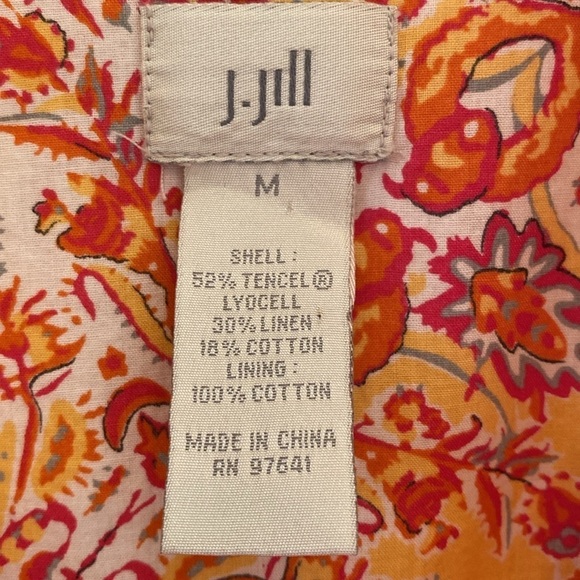 J.Jill
M
SHELL :
52% TENCEL®
LYOCELL
30% LINEN
18% COTTON
LINING :
100% COTTON
MADE IN CHINA
RN 97641